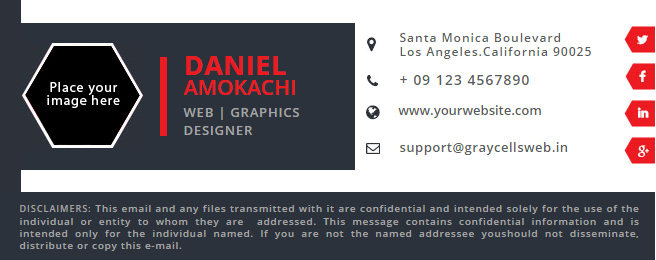 Place your
image here
DANIEL
AMOKACHI
WEB | GRAPHICS
DESIGNER
Santa Monica Boulevard
Los Angeles.California 90025
+ 09 123 4567890
www.yourwebsite.com
support@graycellsweb.in
f
in
g+
DISCLAIMERS: This email and any files transmitted with it are confidential and intended solely for the use of the
individual or entity to whom they are addressed. This message contains confidential information and is
intended only for the individual named. If you are not the named addressee youshould not disseminate,
distribute or copy this e-mail.